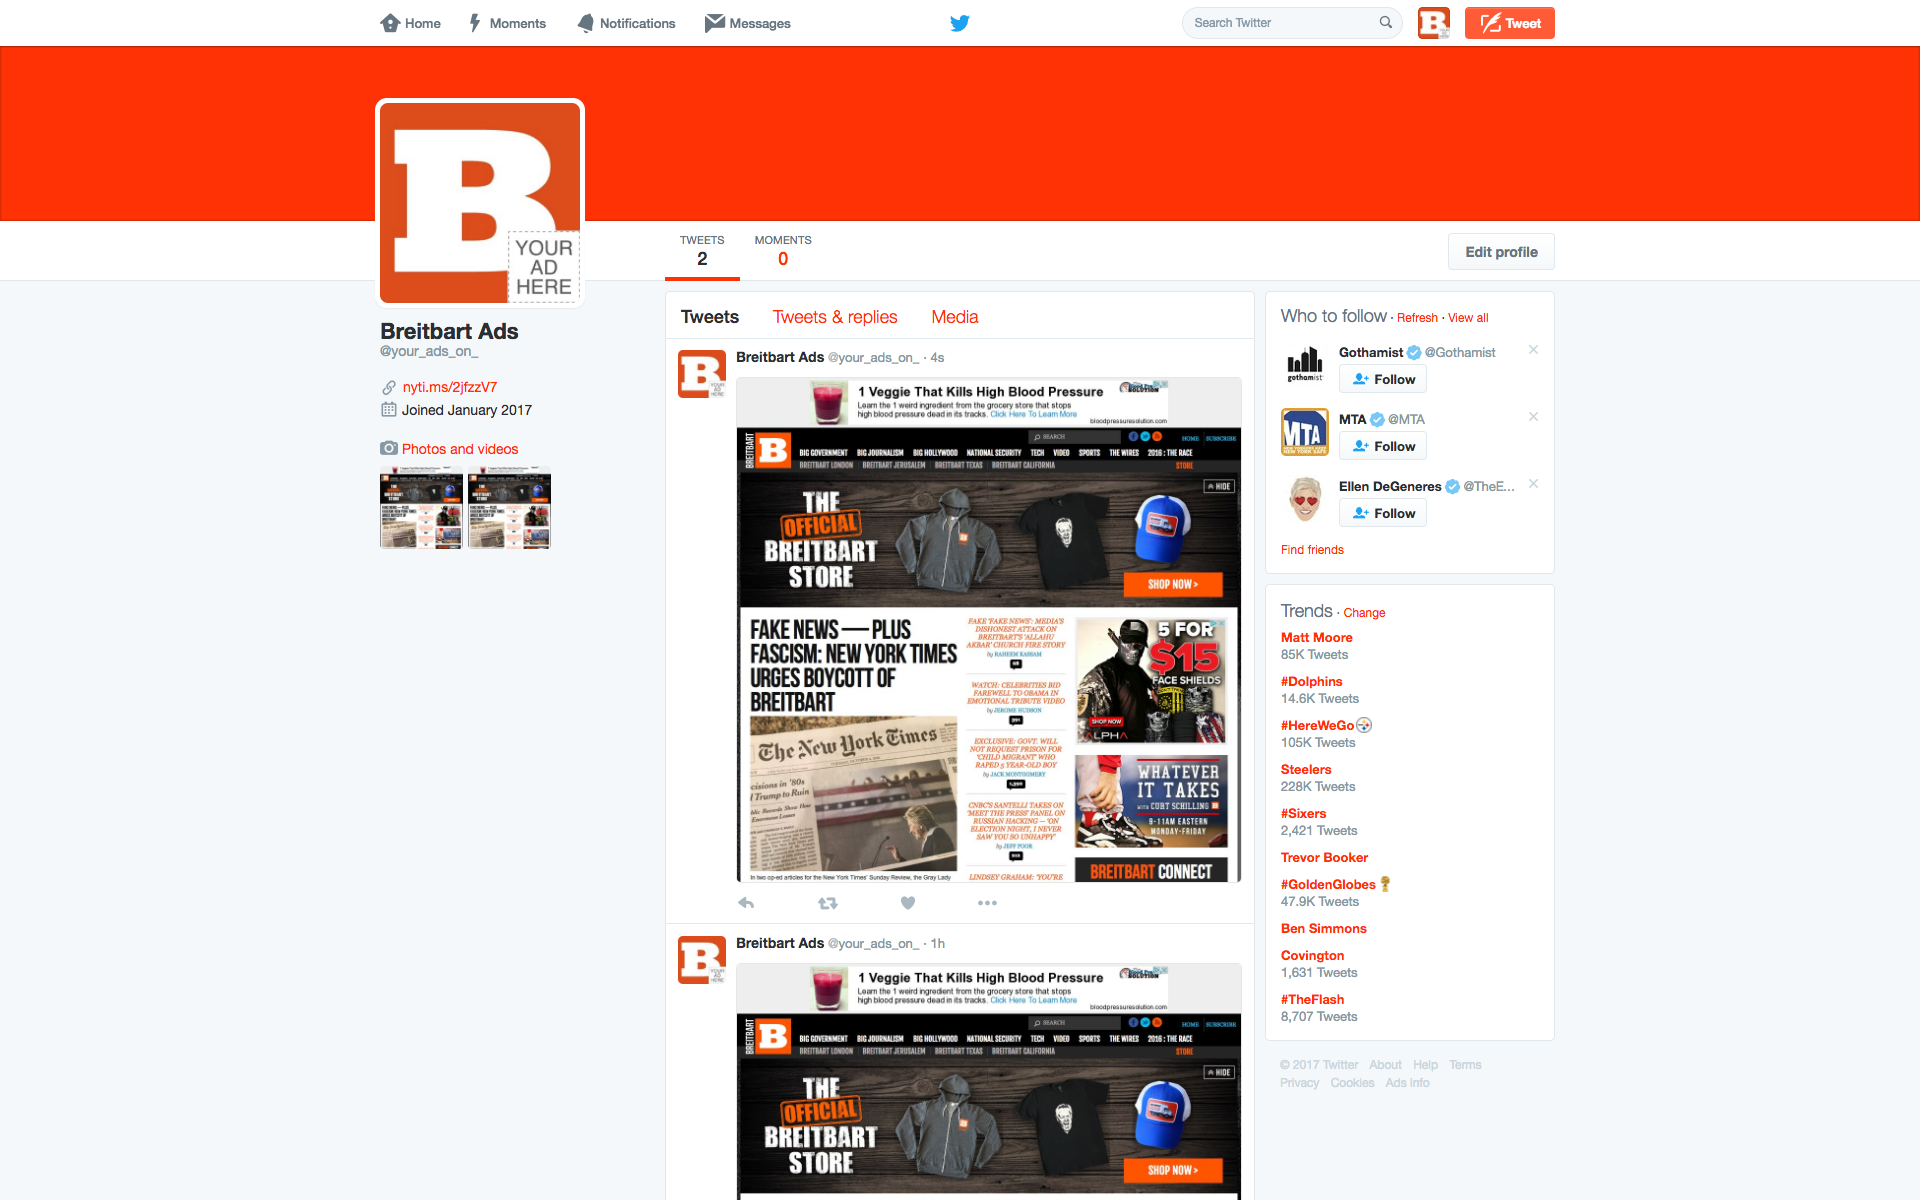 Home
Moments
Notifications
Messages
Search Twitter
Tweet
B
YOUR
AD
HERE
TWEETS
2
MOMENTS
0
Edit profile
Breitbart Ads
@your_ads_on_
nyti.ms/2jfzzV7
Joined January 2017
Photos and videos
Tweets
Tweets & replies
Media
Breitbart Ads @your_ads_on_ · 4s
1 Veggie That Kills High Blood Pressure
Learn the 1 weird ingredient from the grocery store that stops
high blood pressure dead in its tracks. Click Here To Learn More
bloodpressuresolution.com
BREITBART
B
SEARCH
HOME SUBSCRIBE
BIG GOVERNMENT BIG JOURNALISM BIG HOLLYWOOD NATIONAL SECURITY TECH VIDEO SPORTS THE WIRES 2016 : THE RACE
BREITBART LONDON BREITBART JERUSALEM BREITBART TEXAS BREITBART CALIFORNIA STORE
HIDE
THE
OFFICIAL
BREITBART
STORE
SHOP NOW >
FAKE NEWS — PLUS
FASCISM: NEW YORK TIMES
URGES BOYCOTT OF
BREITBART
The New York Times
cisions in '80s
d Trump to Ruin
FAKE 'FAKE NEWS': MEDIA'S
DISHONEST ATTACK ON
BREITBART'S 'ALLAHU
AKBAR' CHURCH FIRE STORY
by RAHEEM KASSAM
WATCH: CELEBRITIES BID
FAREWELL TO OBAMA IN
EMOTIONAL TRIBUTE VIDEO
by JEROME HUDSON
EXCLUSIVE: GOVT. WILL
NOT REQUEST PRISON FOR
'CHILD MIGRANT' WHO
RAPED 5 YEAR-OLD BOY
by JACK MONTGOMERY
CNBC'S SANTELLI TAKES ON
'MEET THE PRESS' PANEL ON
RUSSIAN HACKING — 'ON
ELECTION NIGHT, I NEVER
SAW YOU SO UNHAPPY'
by JEFF POOR
LINDSEY GRAHAM: 'YOU'RE
5 FOR
$15
FACE SHIELDS
SHOP NOW
ALPHA
WHATEVER
IT TAKES
WITH CURT SCHILLING
9-11AM EASTERN
MONDAY-FRIDAY
BREITBART CONNECT
In two op-ed articles for the New York Times' Sunday Review, the Gray Lady
Breitbart Ads @your_ads_on_ · 1h
1 Veggie That Kills High Blood Pressure
Learn the 1 weird ingredient from the grocery store that stops
high blood pressure dead in its tracks. Click Here To Learn More
bloodpressuresolution.com
BREITBART
B
SEARCH
HOME SUBSCRIBE
BIG GOVERNMENT BIG JOURNALISM BIG HOLLYWOOD NATIONAL SECURITY TECH VIDEO SPORTS THE WIRES 2016 : THE RACE
BREITBART LONDON BREITBART JERUSALEM BREITBART TEXAS BREITBART CALIFORNIA STORE
HIDE
THE
OFFICIAL
BREITBART
STORE
SHOP NOW >
Who to follow · Refresh · View all
gothamist
Gothamist @Gothamist
Follow
MTA
MTA @MTA
Follow
Ellen DeGeneres @TheE...
Follow
Find friends
Trends · Change
Matt Moore
85K Tweets
#Dolphins
14.6K Tweets
#HereWeGo
105K Tweets
Steelers
228K Tweets
#Sixers
2,421 Tweets
Trevor Booker
#GoldenGlobes
47.9K Tweets
Ben Simmons
Covington
1,631 Tweets
#TheFlash
8,707 Tweets
© 2017 Twitter About Help Terms
Privacy Cookies Ads info